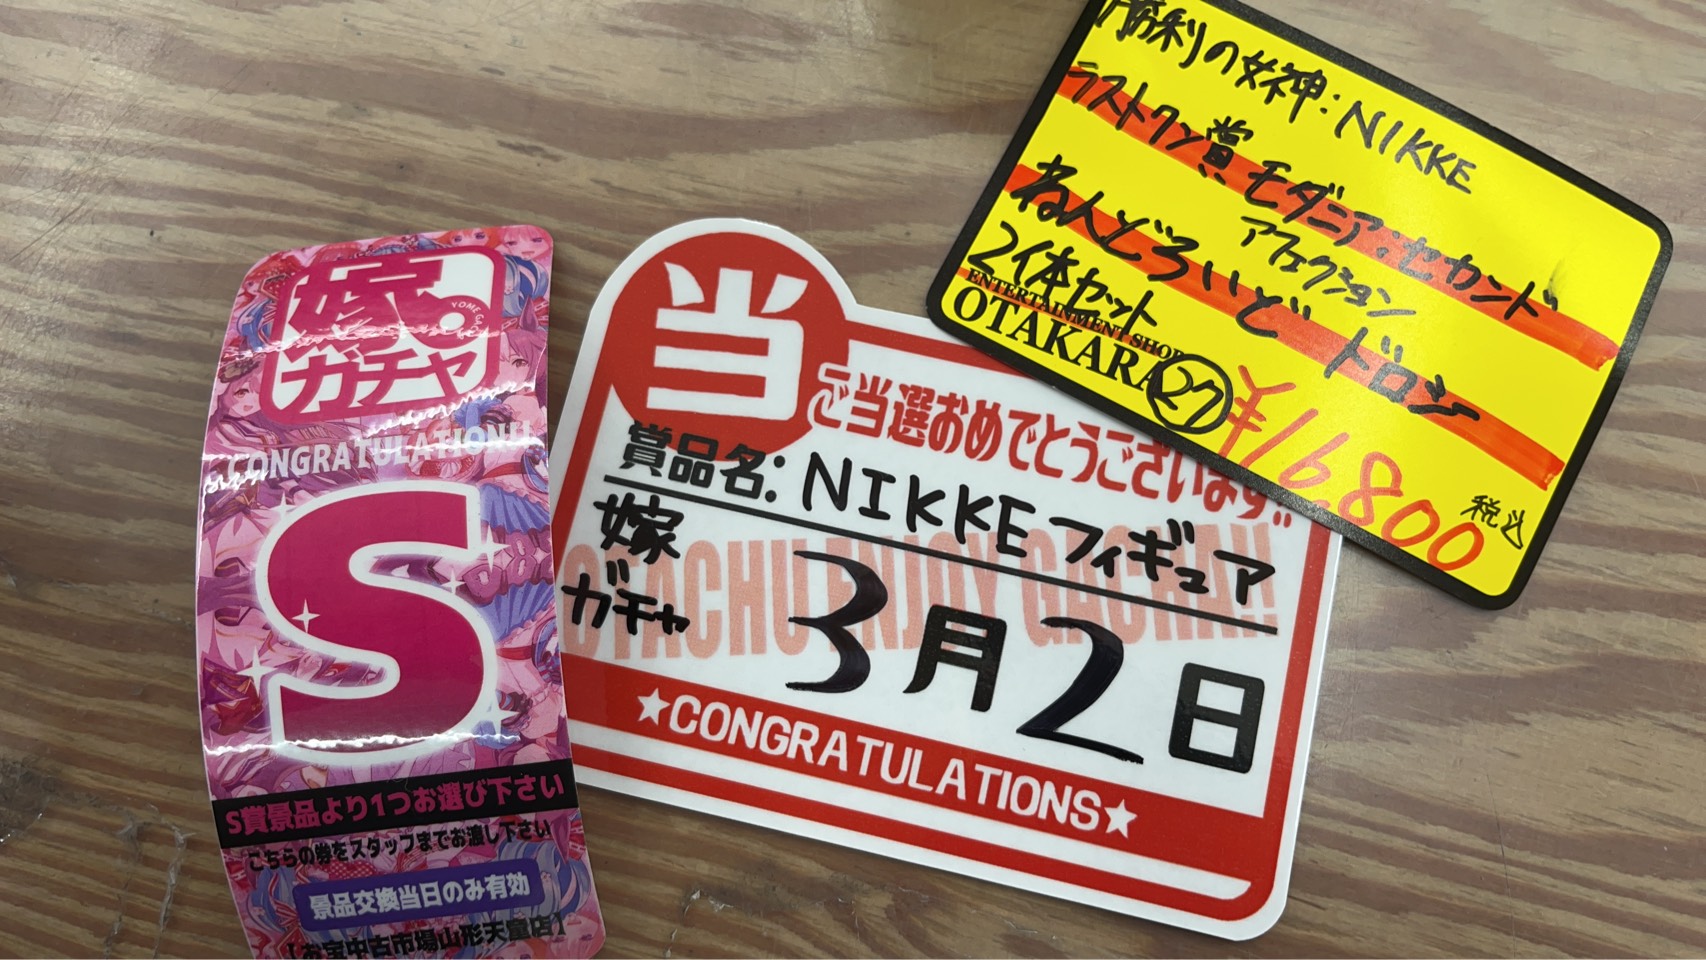 嫁。
YOME GA
ガチャ
CONGRATULATION!!
S
S賞景品より1つお選び下さい
こちらの券をスタッフまでお渡し下さい
景品交換当日のみ有効
【お宝中古市場山形天童店】
当
ご当選おめでとうございます
賞品名:NIKKEフィギュア
嫁
ガチャ
3月2日
OTACHU ENJOY GACHA!!
★CONGRATULATIONS★
勝利の女神:NIKKE
ラストワン賞 モダニア:セカンド
アフェクション
ねんどろいど ドロシー
2体セット
ENTERTAINMENT SHOP
OTAKARA
27
¥16,800
税込